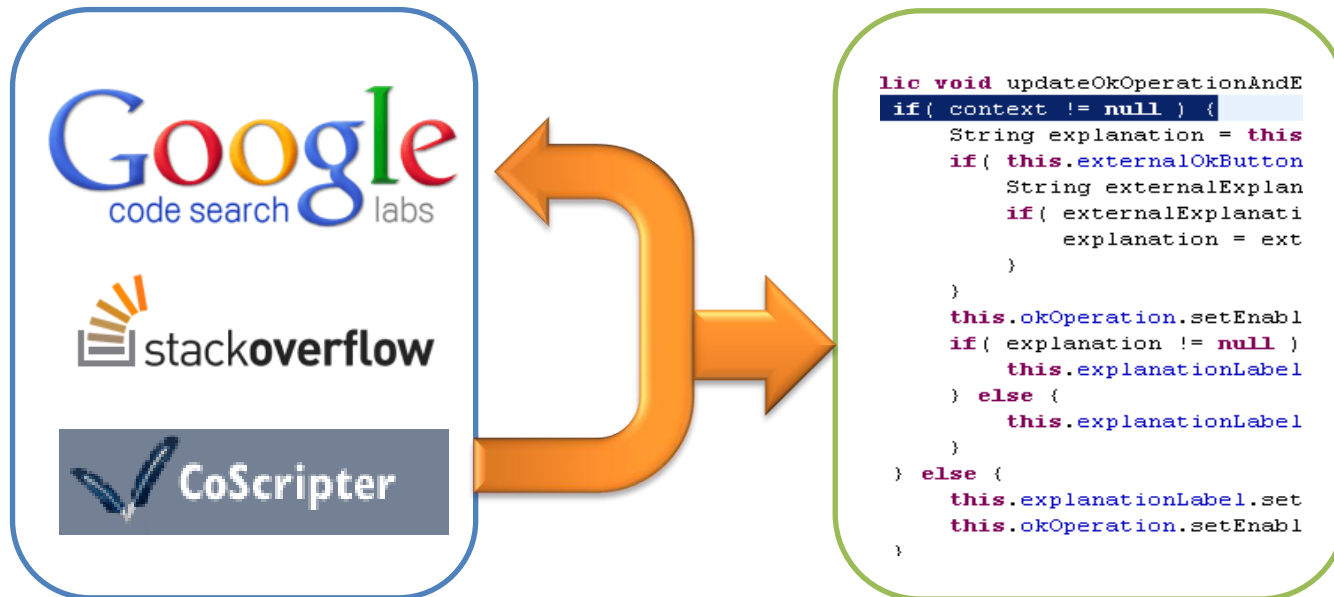 Google
code search labs
stackoverflow
CoScripter
lic void updateOkOperationAndE
if( context != null ) {
String explanation = this
if( this.externalOkButton
String externalExplan
if( externalExplanati
explanation = ext
}
}
this.okOperation.setEnabl
if( explanation != null )
this.explanationLabel
} else {
this.explanationLabel
}
} else {
this.explanationLabel.set
this.okOperation.setEnabl
}